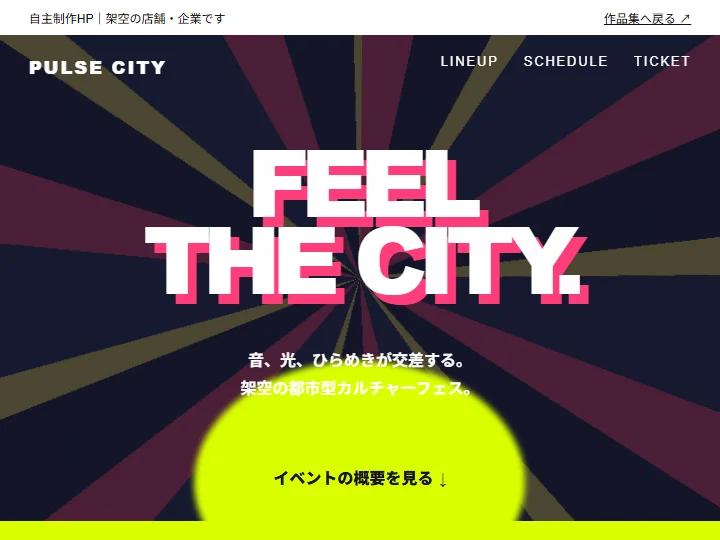 自主制作HP｜架空の店舗・企業です
作品集へ戻る ↗
PULSE CITY
LINEUP SCHEDULE TICKET
FEEL
THE CITY.
音、光、ひらめきが交差する。
架空の都市型カルチャーフェス。
イベントの概要を見る ↓